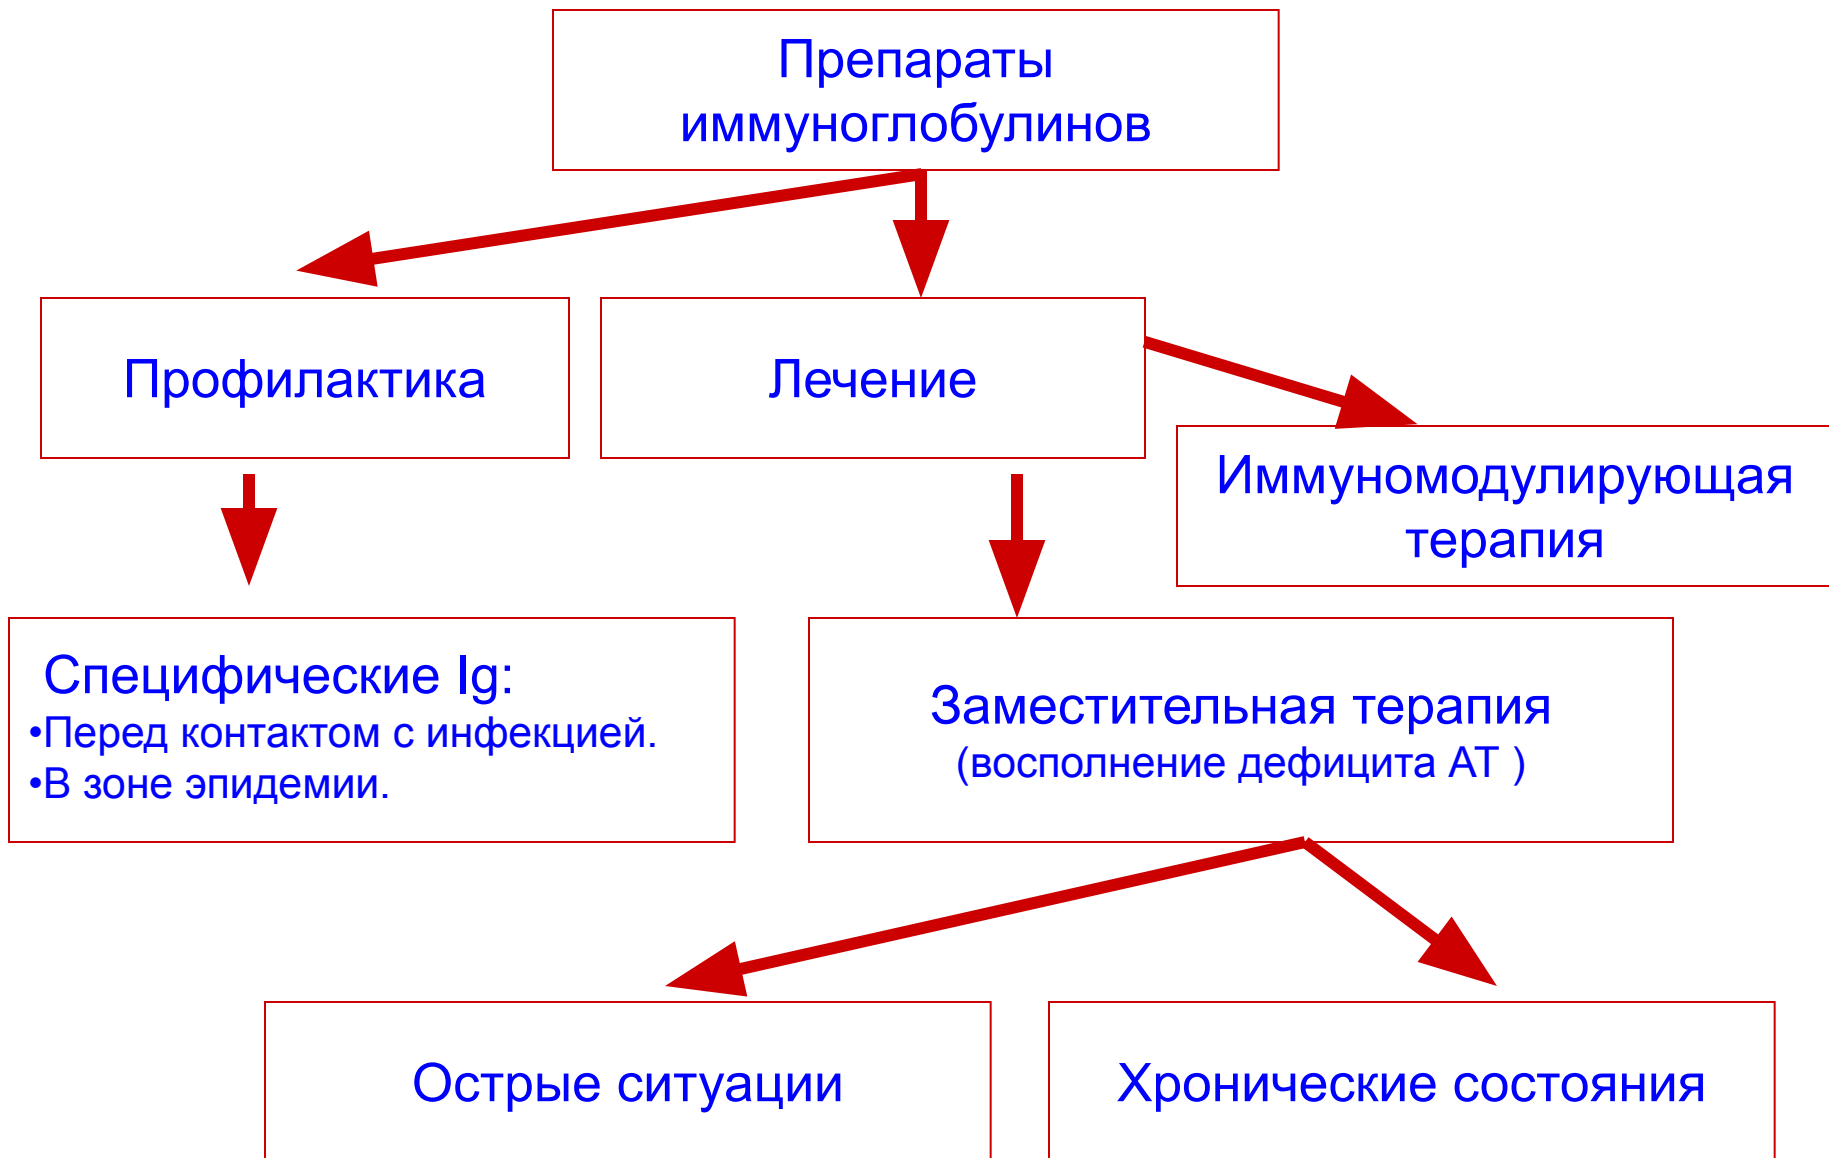 Препараты
иммуноглобулинов
Профилактика
Лечение
Иммуномодулирующая
терапия
Специфические Ig:
•Перед контактом с инфекцией.
•В зоне эпидемии.
Заместительная терапия
(восполнение дефицита АТ )
Острые ситуации
Хронические состояния